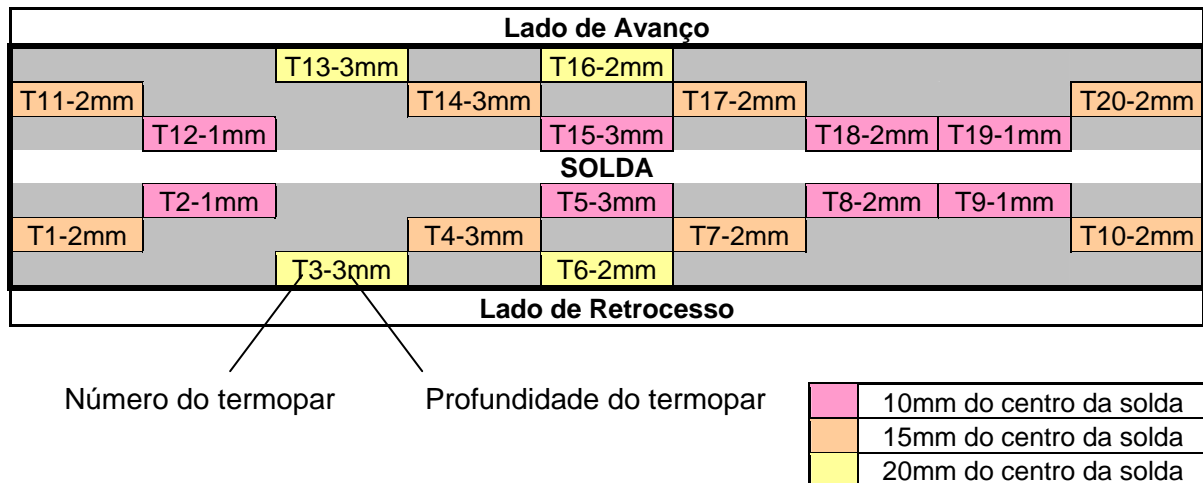 Lado de Avanço
T13-3mm T16-2mm
T11-2mm T14-3mm T17-2mm T20-2mm
T12-1mm T15-3mm T18-2mm T19-1mm
SOLDA
T2-1mm T5-3mm T8-2mm T9-1mm
T1-2mm T4-3mm T7-2mm T10-2mm
T3-3mm T6-2mm
Lado de Retrocesso
Número do termopar Profundidade do termopar
10mm do centro da solda
15mm do centro da solda
20mm do centro da solda